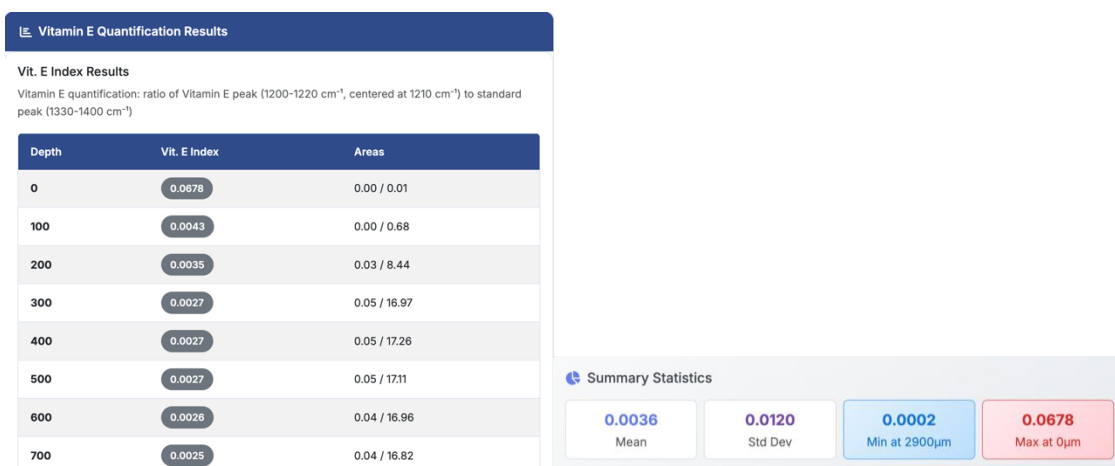 Vitamin E Quantification Results
Vit. E Index Results
Vitamin E quantification: ratio of Vitamin E peak (1200-1220 cm⁻¹, centered at 1210 cm⁻¹) to standard
peak (1330-1400 cm⁻¹)
Depth Vit. E Index Areas
0 0.0678 0.00 / 0.01
100 0.0043 0.00 / 0.68
200 0.0035 0.03 / 8.44
300 0.0027 0.05 / 16.97
400 0.0027 0.05 / 17.26
500 0.0027 0.05 / 17.11
600 0.0026 0.04 / 16.96
700 0.0025 0.04 / 16.82
Summary Statistics
0.0036 0.0120 0.0002 0.0678
Mean Std Dev Min at 2900μm Max at 0μm